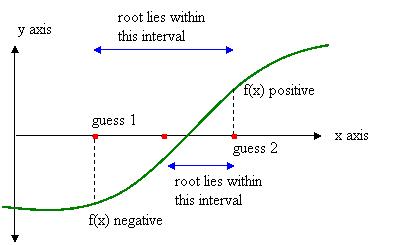 root lies within
this interval
y axis
f(x) positive
guess 1
x axis
guess 2
root lies within
this interval
f(x) negative